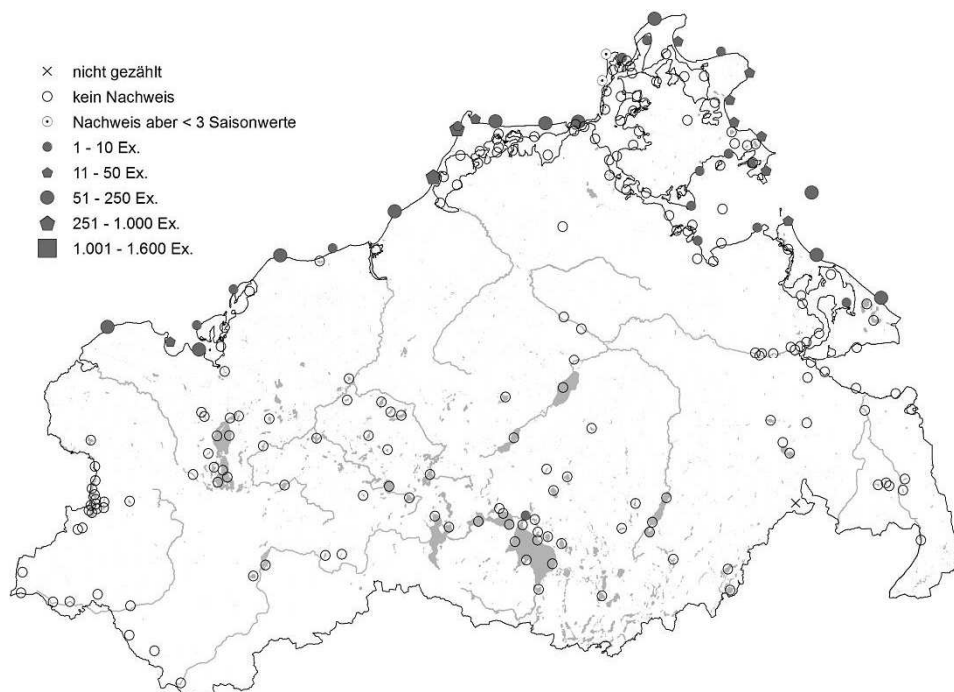 nicht gezählt
kein Nachweis
Nachweis aber < 3 Saisonwerte
1 - 10 Ex.
11 - 50 Ex.
51 - 250 Ex.
251 - 1.000 Ex.
1.001 - 1.600 Ex.